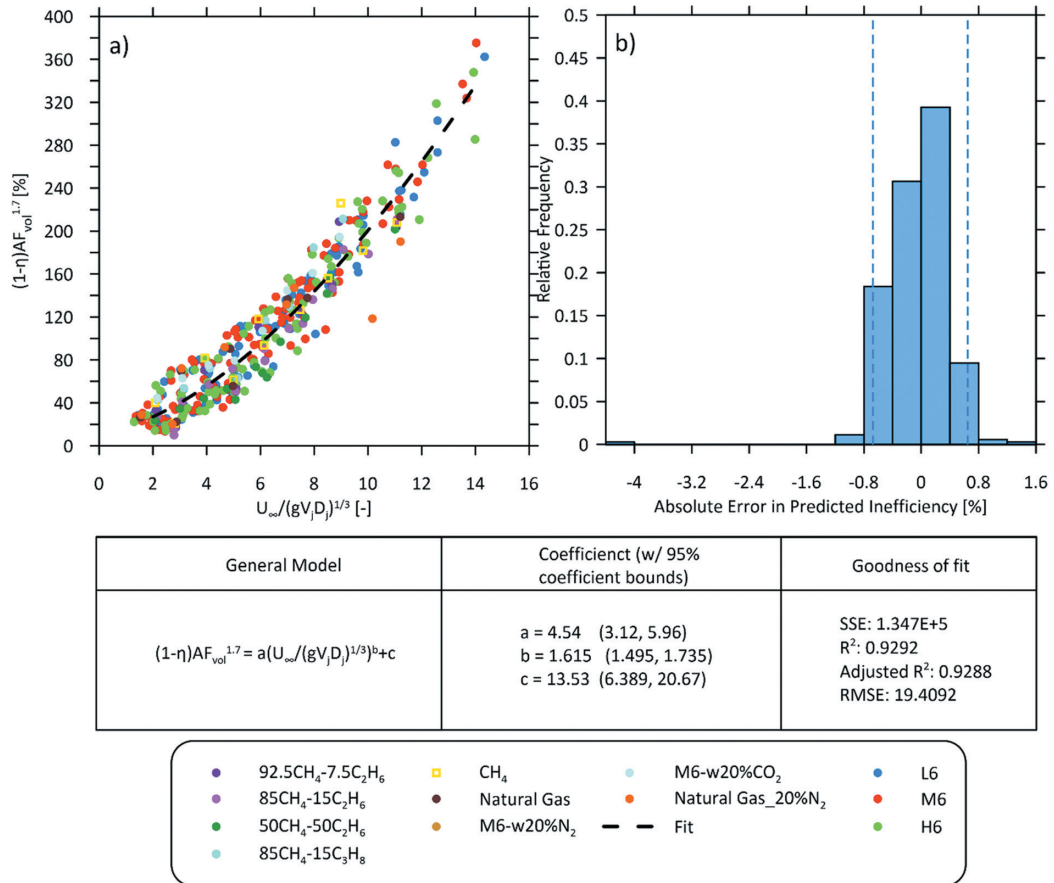 a)
(1-η)AF_vol^1.7 [%]
400
360
320
280
240
200
160
120
80
40
0
0 2 4 6 8 10 12 14 16
U∞/(gV_jD_j)^1/3 [-]
b)
Relative Frequency
0.5
0.45
0.4
0.35
0.3
0.25
0.2
0.15
0.1
0.05
0
-4 -3.2 -2.4 -1.6 -0.8 0 0.8 1.6
Absolute Error in Predicted Inefficiency [%]
General Model
Coefficienct (w/ 95%
coefficient bounds)
Goodness of fit
(1-η)AF_vol^1.7 = a(U∞/(gV_jD_j)^1/3)^b+c
a = 4.54 (3.12, 5.96)
b = 1.615 (1.495, 1.735)
c = 13.53 (6.389, 20.67)
SSE: 1.347E+5
R²: 0.9292
Adjusted R²: 0.9288
RMSE: 19.4092
92.5CH₄-7.5C₂H₆
85CH₄-15C₂H₆
50CH₄-50C₂H₆
85CH₄-15C₃H₈
CH₄
Natural Gas
M6-w20%N₂
M6-w20%CO₂
Natural Gas_20%N₂
Fit
L6
M6
H6